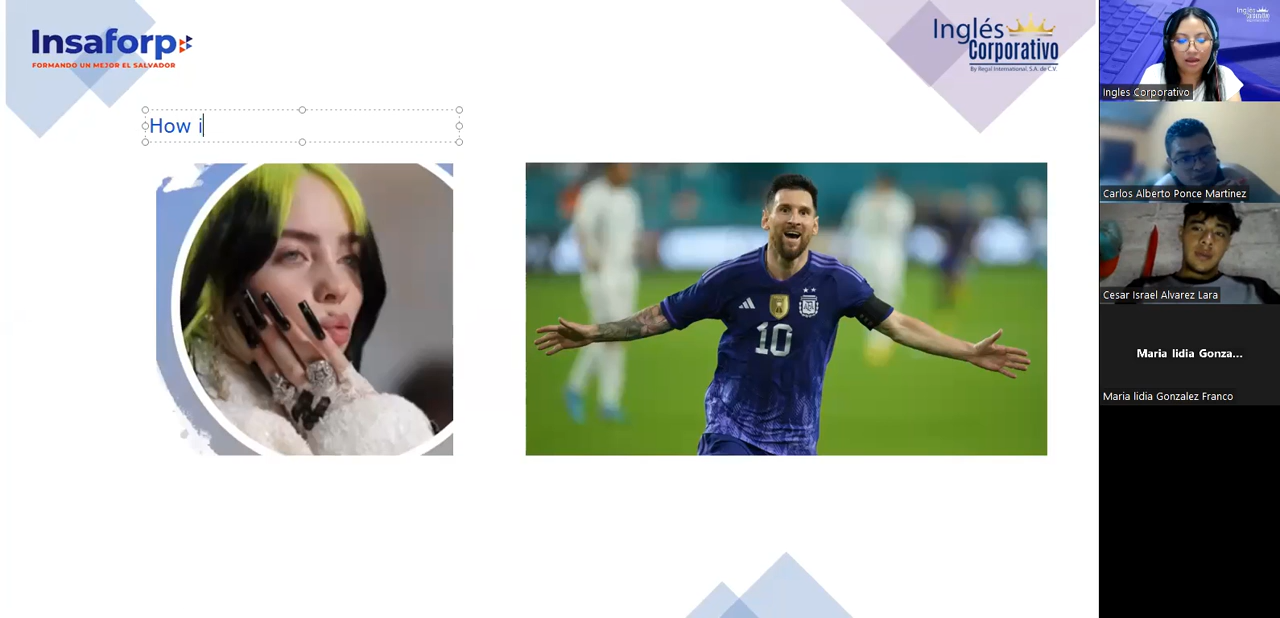 Insaforp
FORMANDO UN MEJOR EL SALVADOR
Inglés
Corporativo
By Regal International, S.A. de C.V.
How i
10
Inglés
Ingles Corporativo
Carlos Alberto Ponce Martinez
Cesar Israel Alvarez Lara
Maria lidia Gonza...
Maria lidia Gonzalez Franco